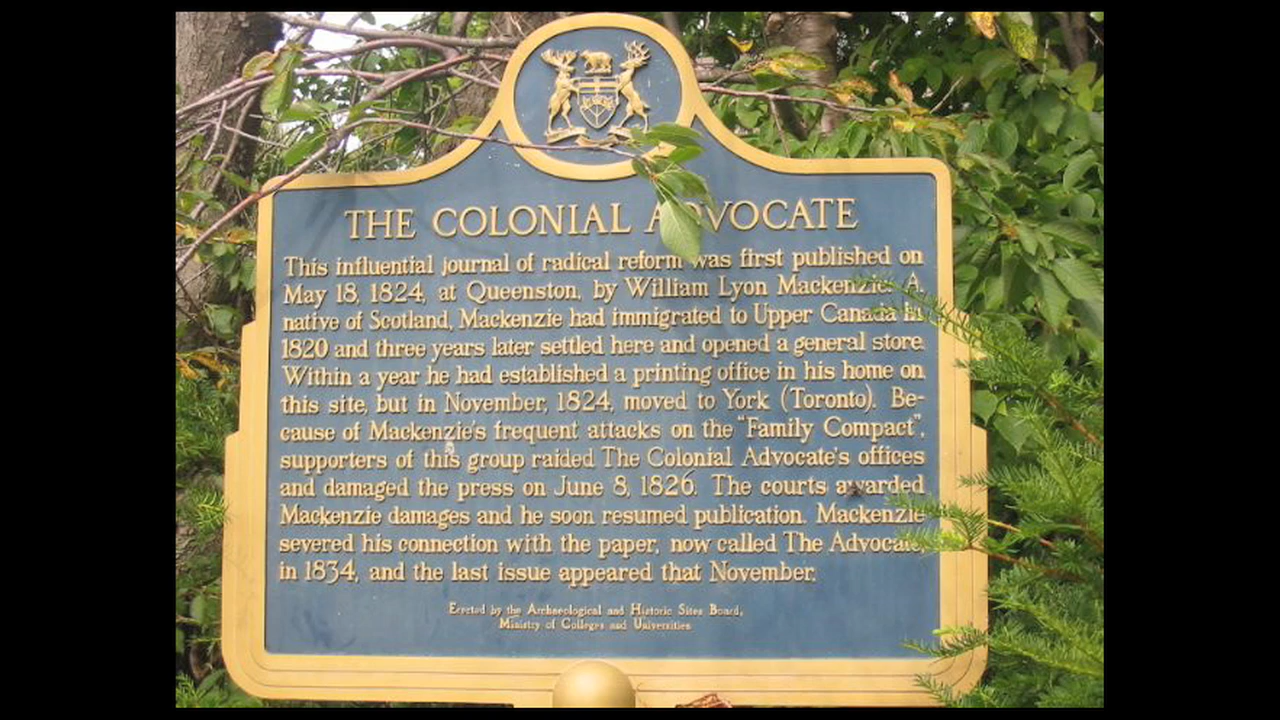 THE COLONIAL ADVOCATE
This influential journal of radical reform was first published on
May 18, 1824, at Queenston, by William Lyon Mackenzie. A
native of Scotland, Mackenzie had immigrated to Upper Canada in
1820 and three years later settled here and opened a general store.
Within a year he had established a printing office in his home on
this site, but in November, 1824, moved to York (Toronto). Be-
cause of Mackenzie's frequent attacks on the "Family Compact",
supporters of this group raided The Colonial Advocate's offices
and damaged the press on June 8, 1826. The courts awarded
Mackenzie damages and he soon resumed publication. Mackenzie
severed his connection with the paper, now called The Advocate,
in 1834, and the last issue appeared that November.
Erected by the Archaeological and Historic Sites Board,
Ministry of Colleges and Universities